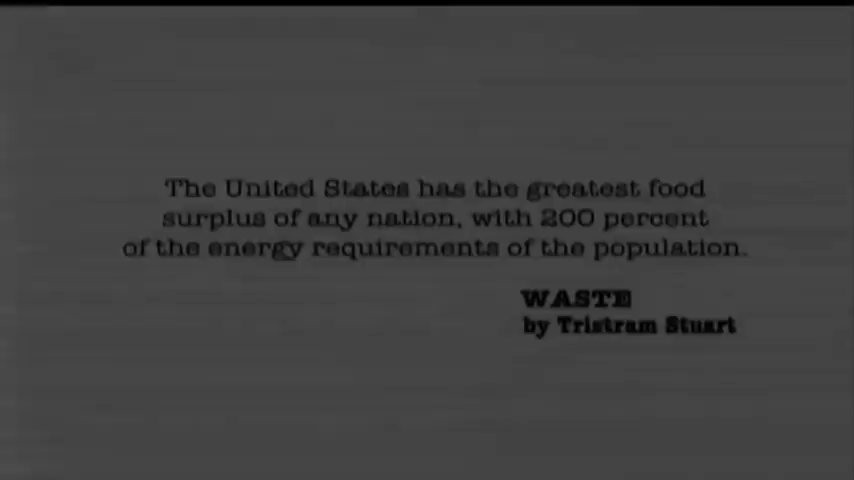 The United States has the greatest food
surplus of any nation, with 200 percent
of the energy requirements of the population.
WASTE
by Tristram Stuart